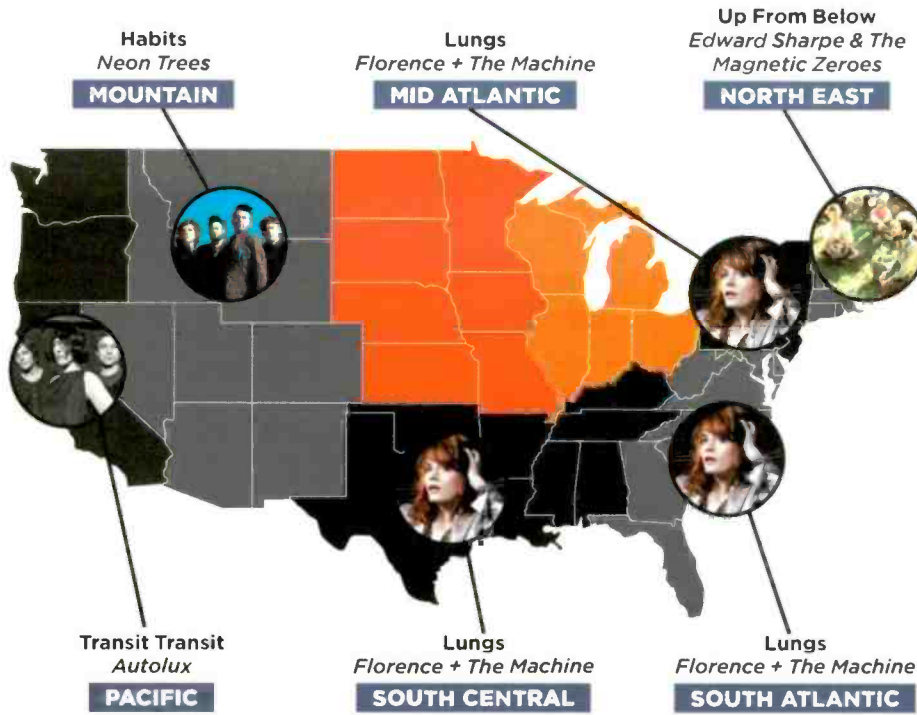 Habits
Neon Trees
MOUNTAIN
Lungs
Florence + The Machine
MID ATLANTIC
Up From Below
Edward Sharpe & The
Magnetic Zeroes
NORTH EAST
Transit Transit
Autolux
PACIFIC
Lungs
Florence + The Machine
SOUTH CENTRAL
Lungs
Florence + The Machine
SOUTH ATLANTIC